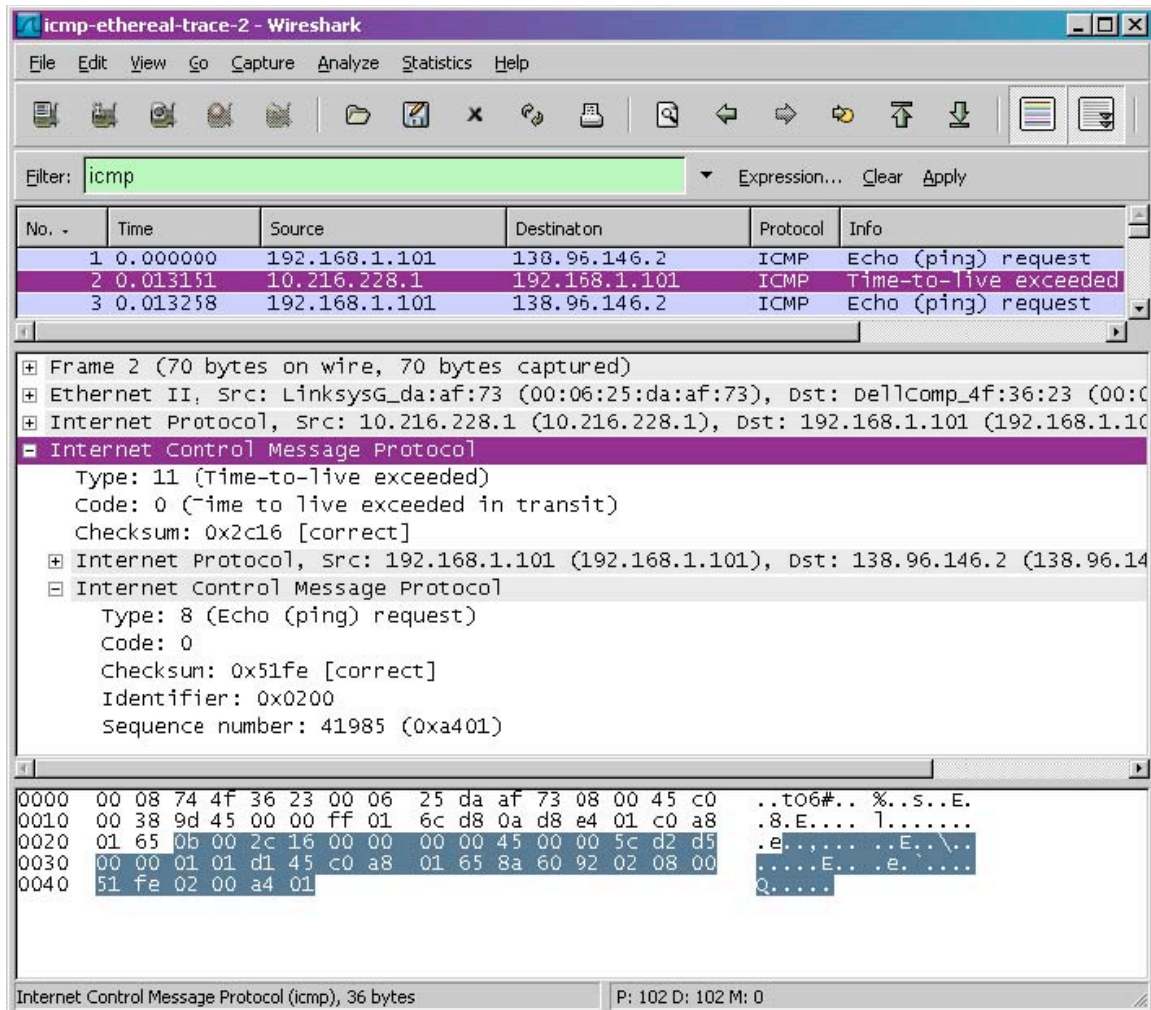 icmp-ethereal-trace-2 - Wireshark
File Edit View Go Capture Analyze Statistics Help
Filter: icmp Expression... Clear Apply
No. Time Source Destinaton Protocol Info
1 0.000000 192.168.1.101 138.96.146.2 ICMP Echo (ping) request
2 0.013151 10.216.228.1 192.168.1.101 ICMP Time-to-live exceeded
3 0.013258 192.168.1.101 138.96.146.2 ICMP Echo (ping) request
Frame 2 (70 bytes on wire, 70 bytes captured)
Ethernet II, Src: LinksysG_da:af:73 (00:06:25:da:af:73), Dst: DellComp_4f:36:23 (00:0
Internet Protocol, Src: 10.216.228.1 (10.216.228.1), Dst: 192.168.1.101 (192.168.1.10
Internet Control Message Protocol
Type: 11 (Time-to-live exceeded)
Code: 0 (Time to live exceeded in transit)
Checksum: 0x2c16 [correct]
Internet Protocol, Src: 192.168.1.101 (192.168.1.101), Dst: 138.96.146.2 (138.96.14
Internet Control Message Protocol
Type: 8 (Echo (ping) request)
Code: 0
Checksum: 0x51fe [correct]
Identifier: 0x0200
Sequence number: 41985 (0xa401)
0000 00 08 74 4f 36 23 00 06 25 da af 73 08 00 45 c0 ..tO6#.. %..s..E.
0010 00 38 9d 45 00 00 ff 01 6c d8 0a d8 e4 01 c0 a8 .8.E.... l.......
0020 01 65 0b 00 2c 16 00 00 00 00 45 00 00 5c d2 d5 .e..,... ..E..\..
0030 00 00 01 01 d1 45 c0 a8 01 65 8a 60 92 02 08 00 .....E.. .e.`....
0040 51 fe 02 00 a4 01 Q.....
Internet Control Message Protocol (icmp), 36 bytes P: 102 D: 102 M: 0